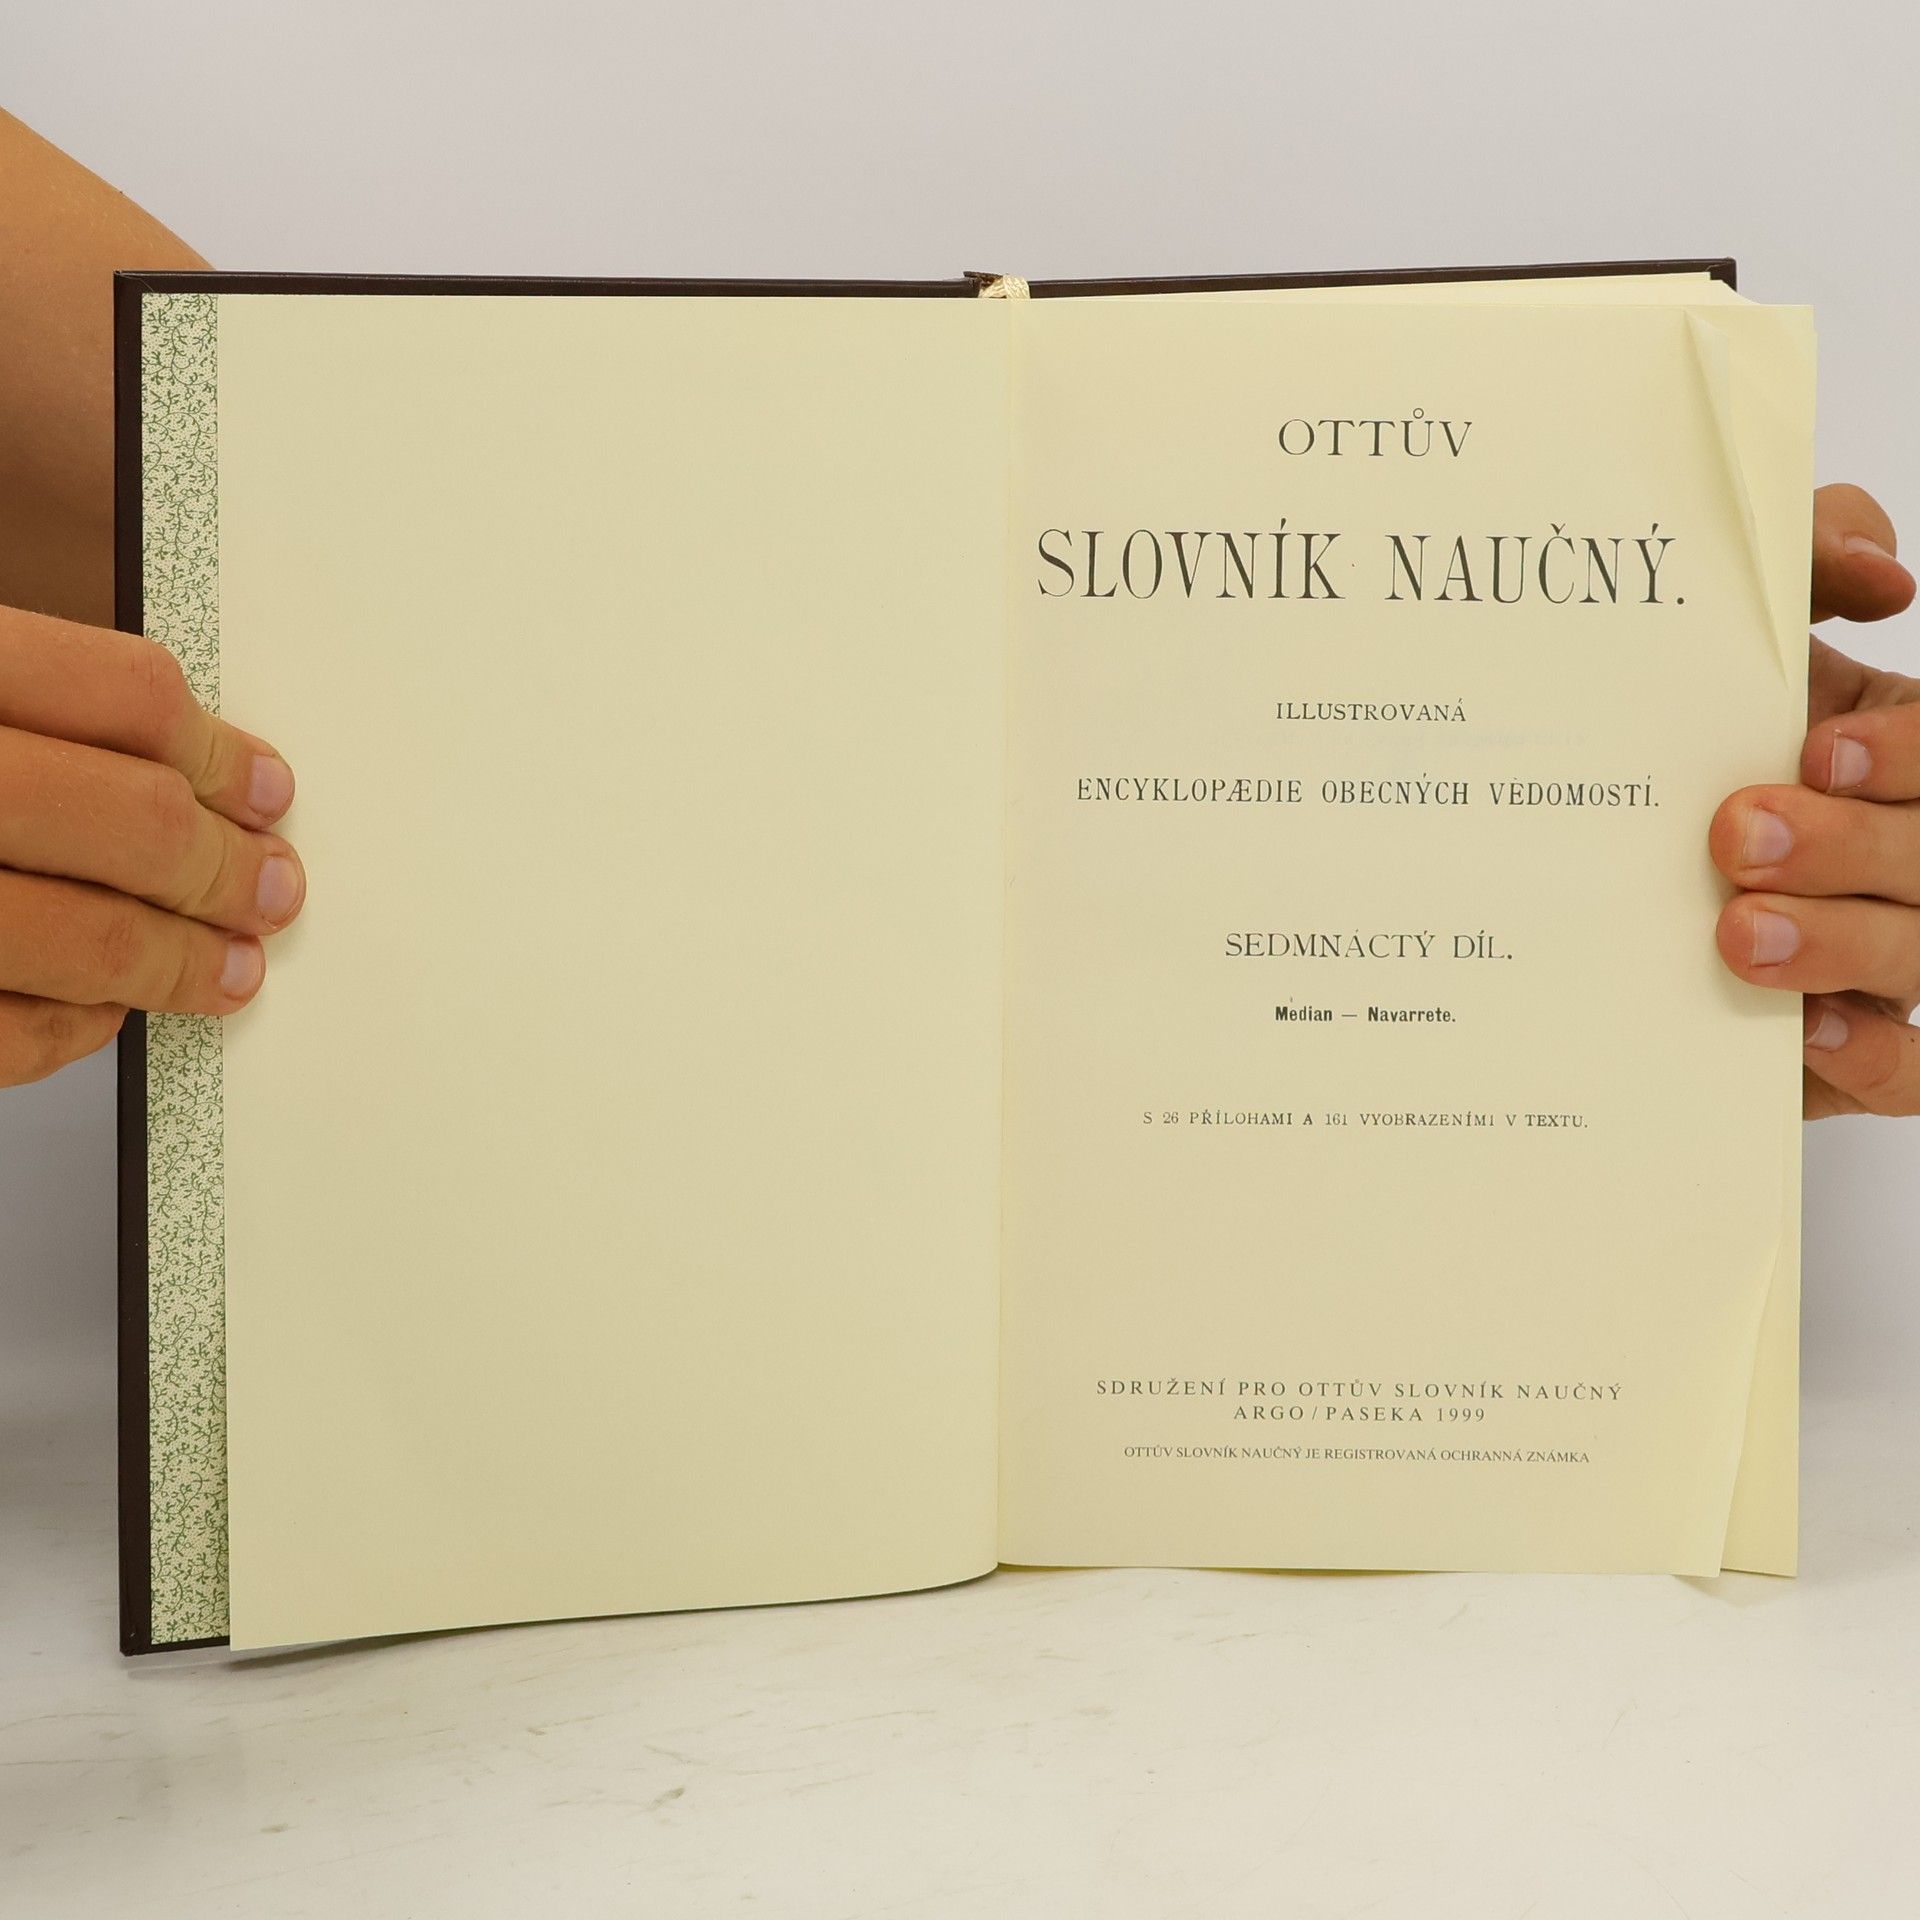 OTTŮV
SLOVNÍK NAUČNÝ.
ILLUSTROVANÁ
ENCYKLOPÆDIE OBECNÝCH VĚDOMOSTÍ.
SEDMNÁCTÝ DÍL.
Median — Navarrete.
S 26 PŘÍLOHAMI A 161 VYOBRAZENÍMI V TEXTU.
SDRUŽENÍ PRO OTTŮV SLOVNÍK NAUČNÝ
ARGO / PASEKA 1999
OTTŮV SLOVNÍK NAUČNÝ JE REGISTROVANÁ OCHRANNÁ ZNÁMKA